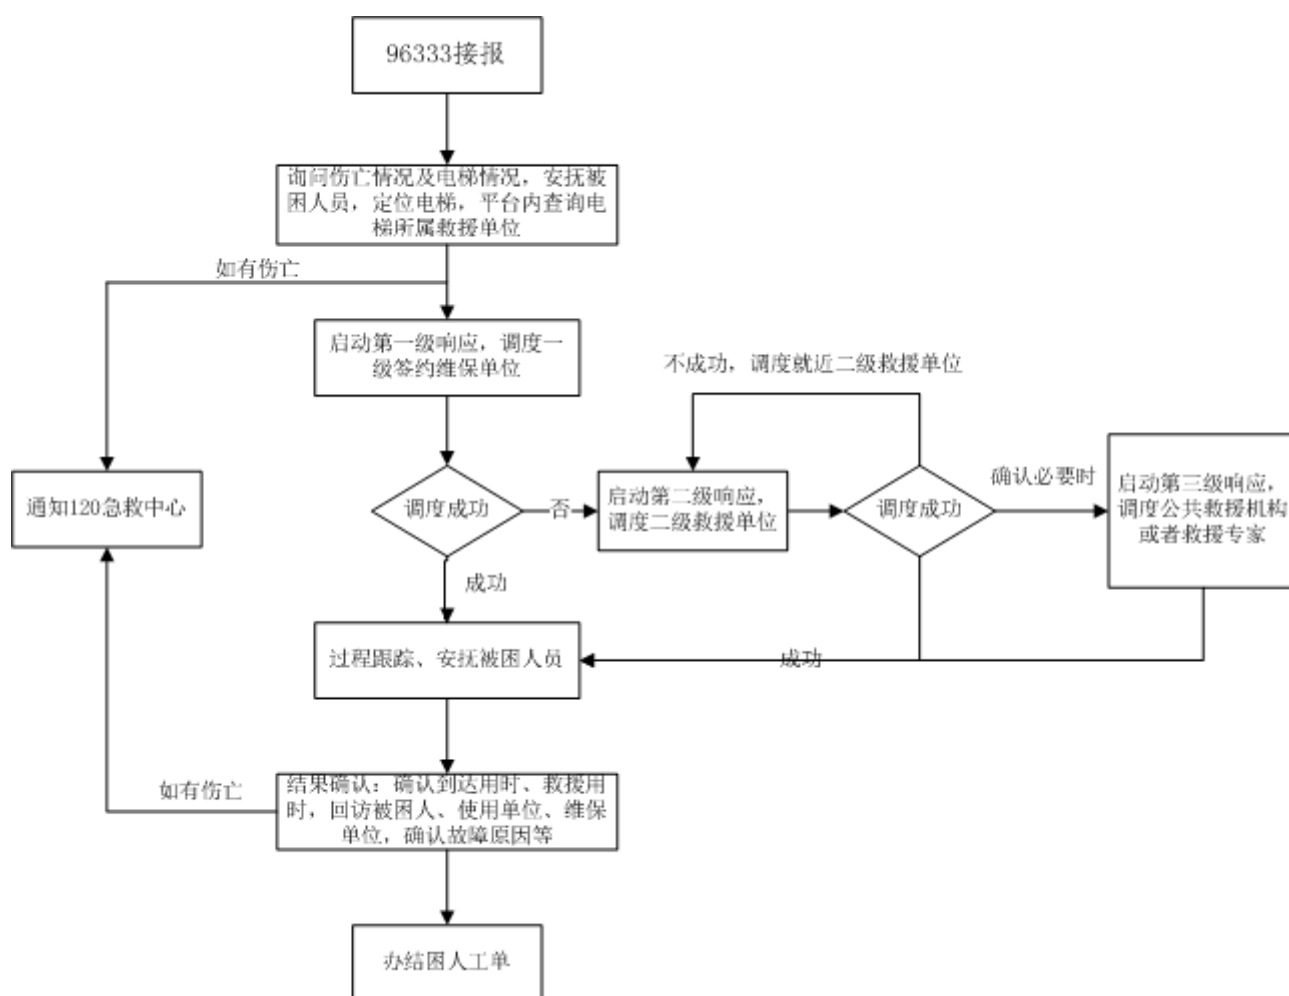 96333接报
询问伤亡情况及电梯情况，安抚被
困人员，定位电梯，平台内查询电
梯所属救援单位
如有伤亡
启动第一级响应，调度一
级签约维保单位
不成功，调度就近二级救援单位
通知120急救中心
调度成功
否
启动第二级响应，
调度二级救援单位
调度成功
确认必要时
启动第三级响应，
调度公共救援机构
或者救援专家
成功
过程跟踪、安抚被困人员
成功
如有伤亡
结果确认：确认到达用时、救援用
时，回访被困人、使用单位、维保
单位，确认故障原因等
办结困人工单